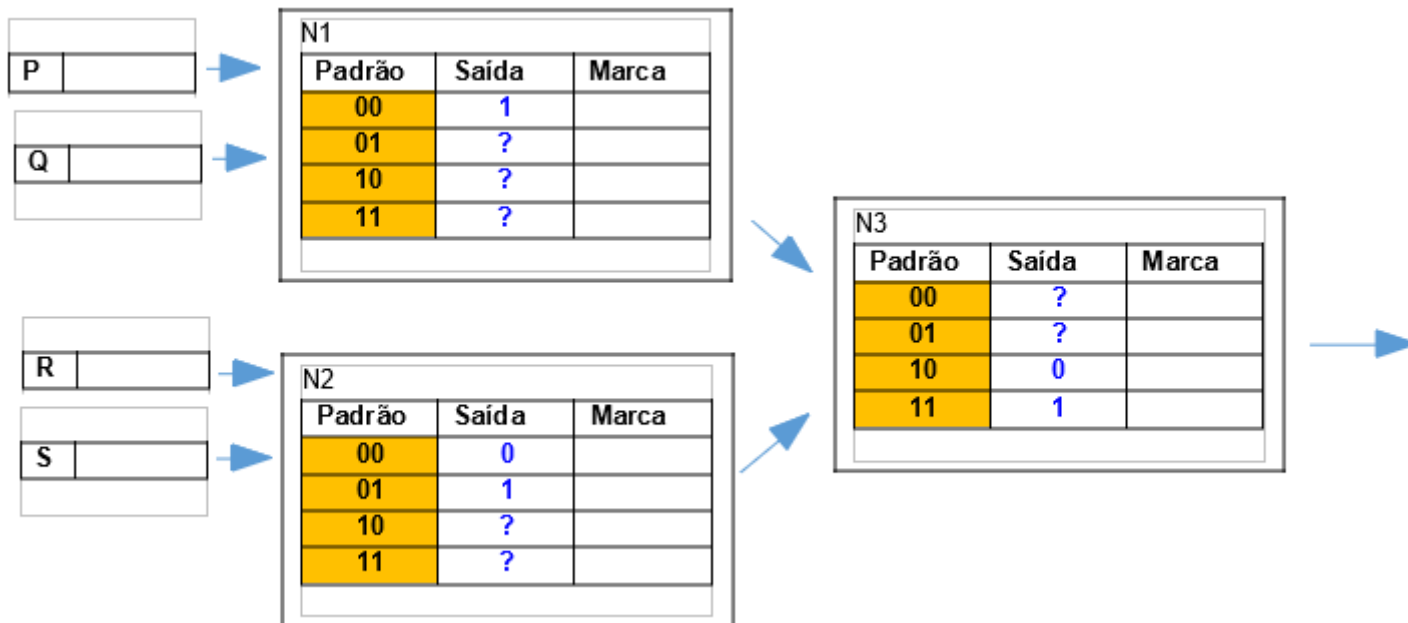 P
Q
N1
Padrão Saída Marca
00 1
01 ?
10 ?
11 ?
R
S
N2
Padrão Saída Marca
00 0
01 1
10 ?
11 ?
N3
Padrão Saída Marca
00 ?
01 ?
10 0
11 1